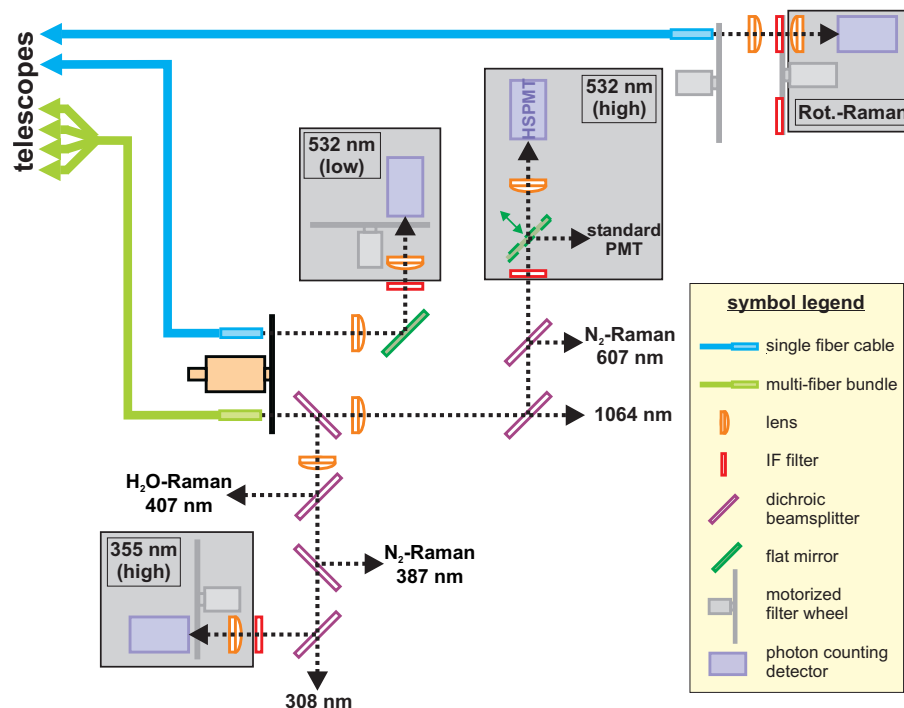 telescopes
532 nm
(high)
HSPMT
standard
PMT
Rot.-Raman
532 nm
(low)
N₂-Raman
607 nm
1064 nm
H₂O-Raman
407 nm
N₂-Raman
387 nm
355 nm
(high)
308 nm
symbol legend
single fiber cable
multi-fiber bundle
lens
IF filter
dichroic
beamsplitter
flat mirror
motorized
filter wheel
photon counting
detector